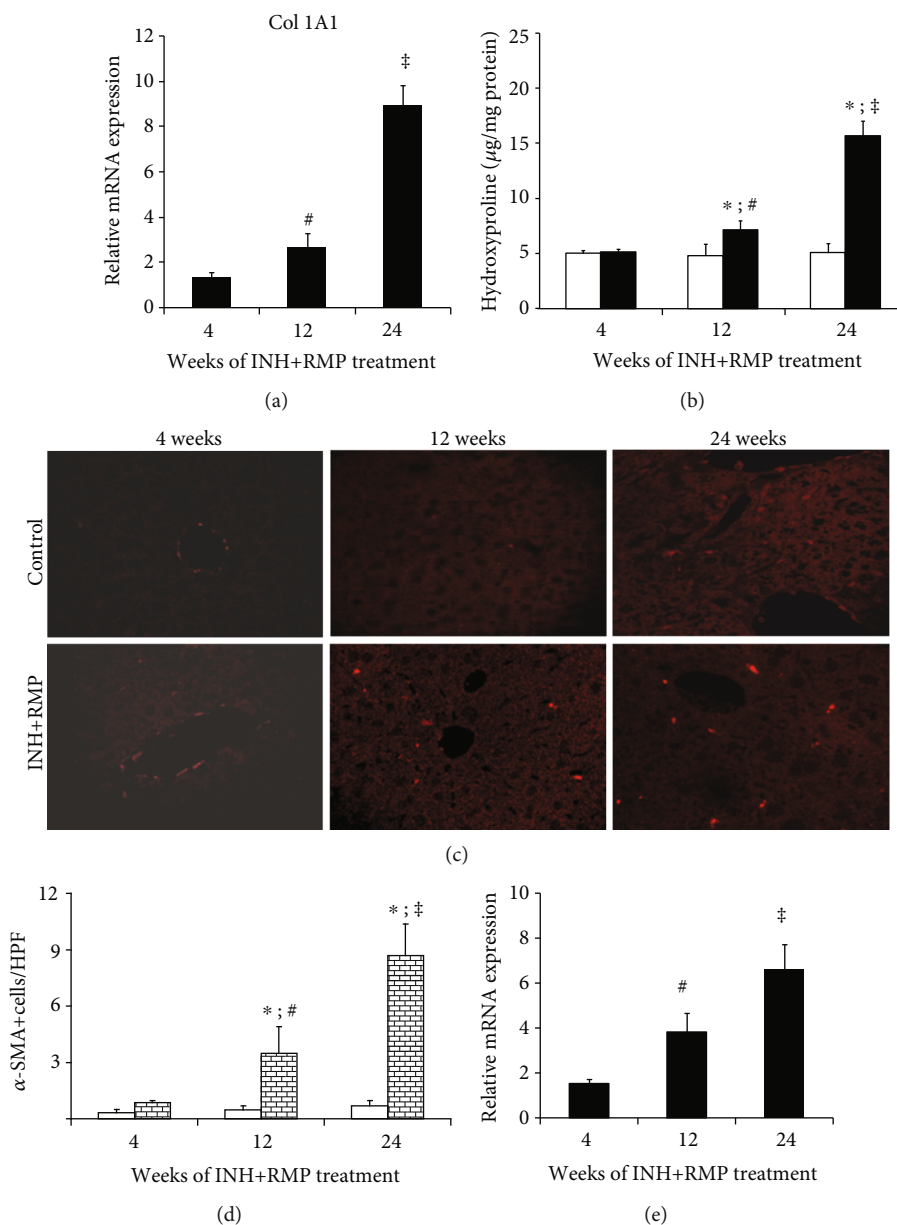 Col 1A1
Relative mRNA expression
12
10
8
6
4
2
0
#
‡
4
12
24
Weeks of INH+RMP treatment
(a)
Hydroxyproline (µg/mg protein)
25
20
15
10
5
0
* ; #
* ; ‡
4
12
24
Weeks of INH+RMP treatment
(b)
4 weeks
12 weeks
24 weeks
Control
INH+RMP
(c)
α-SMA+cells/HPF
12
9
6
3
* ; #
* ; ‡
4
12
24
Weeks of INH+RMP treatment
(d)
Relative mRNA expression
10
8
6
4
2
0
#
‡
4
12
24
Weeks of INH+RMP treatment
(e)